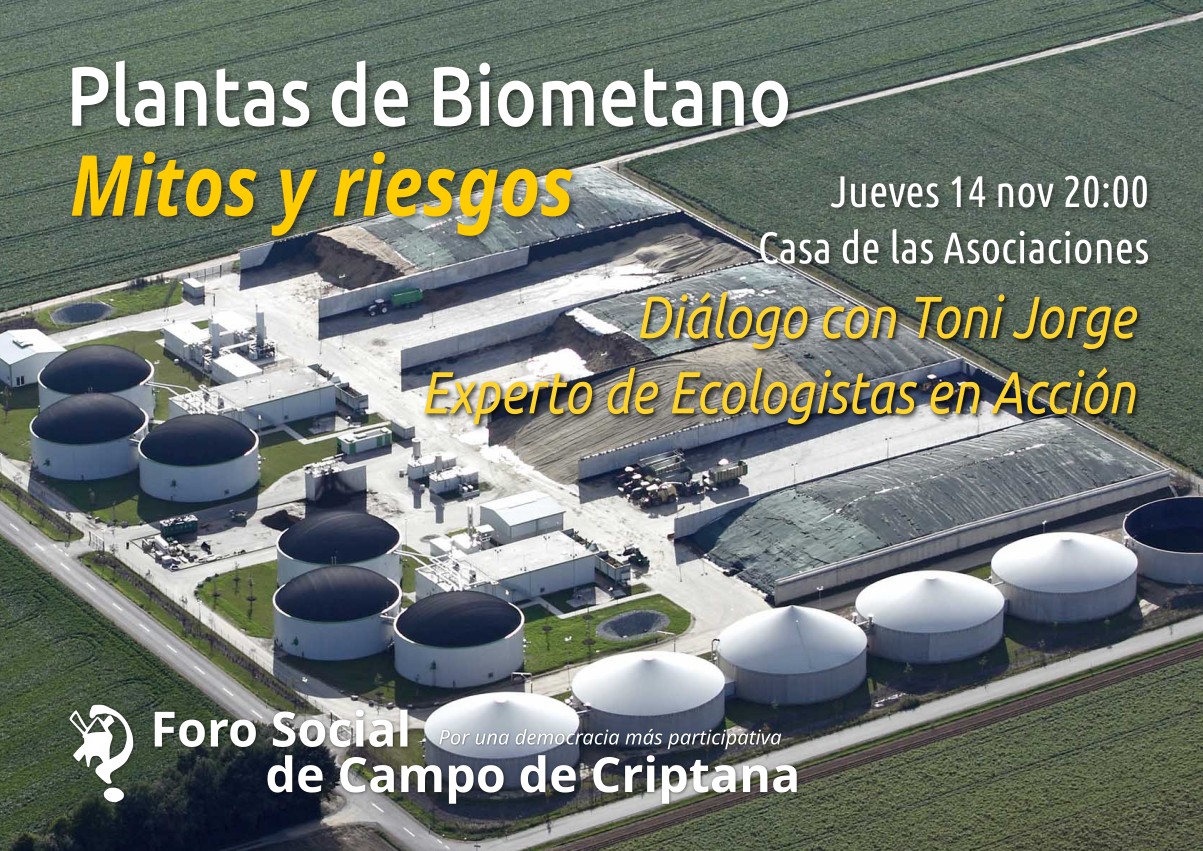 Plantas de Biometano
Mitos y riesgos
Jueves 14 nov 20:00
Casa de las Asociaciones
Diálogo con Toni Jorge
Experto de Ecologistas en Acción
Foro Social
Por una democracia más participativa
de Campo de Criptana